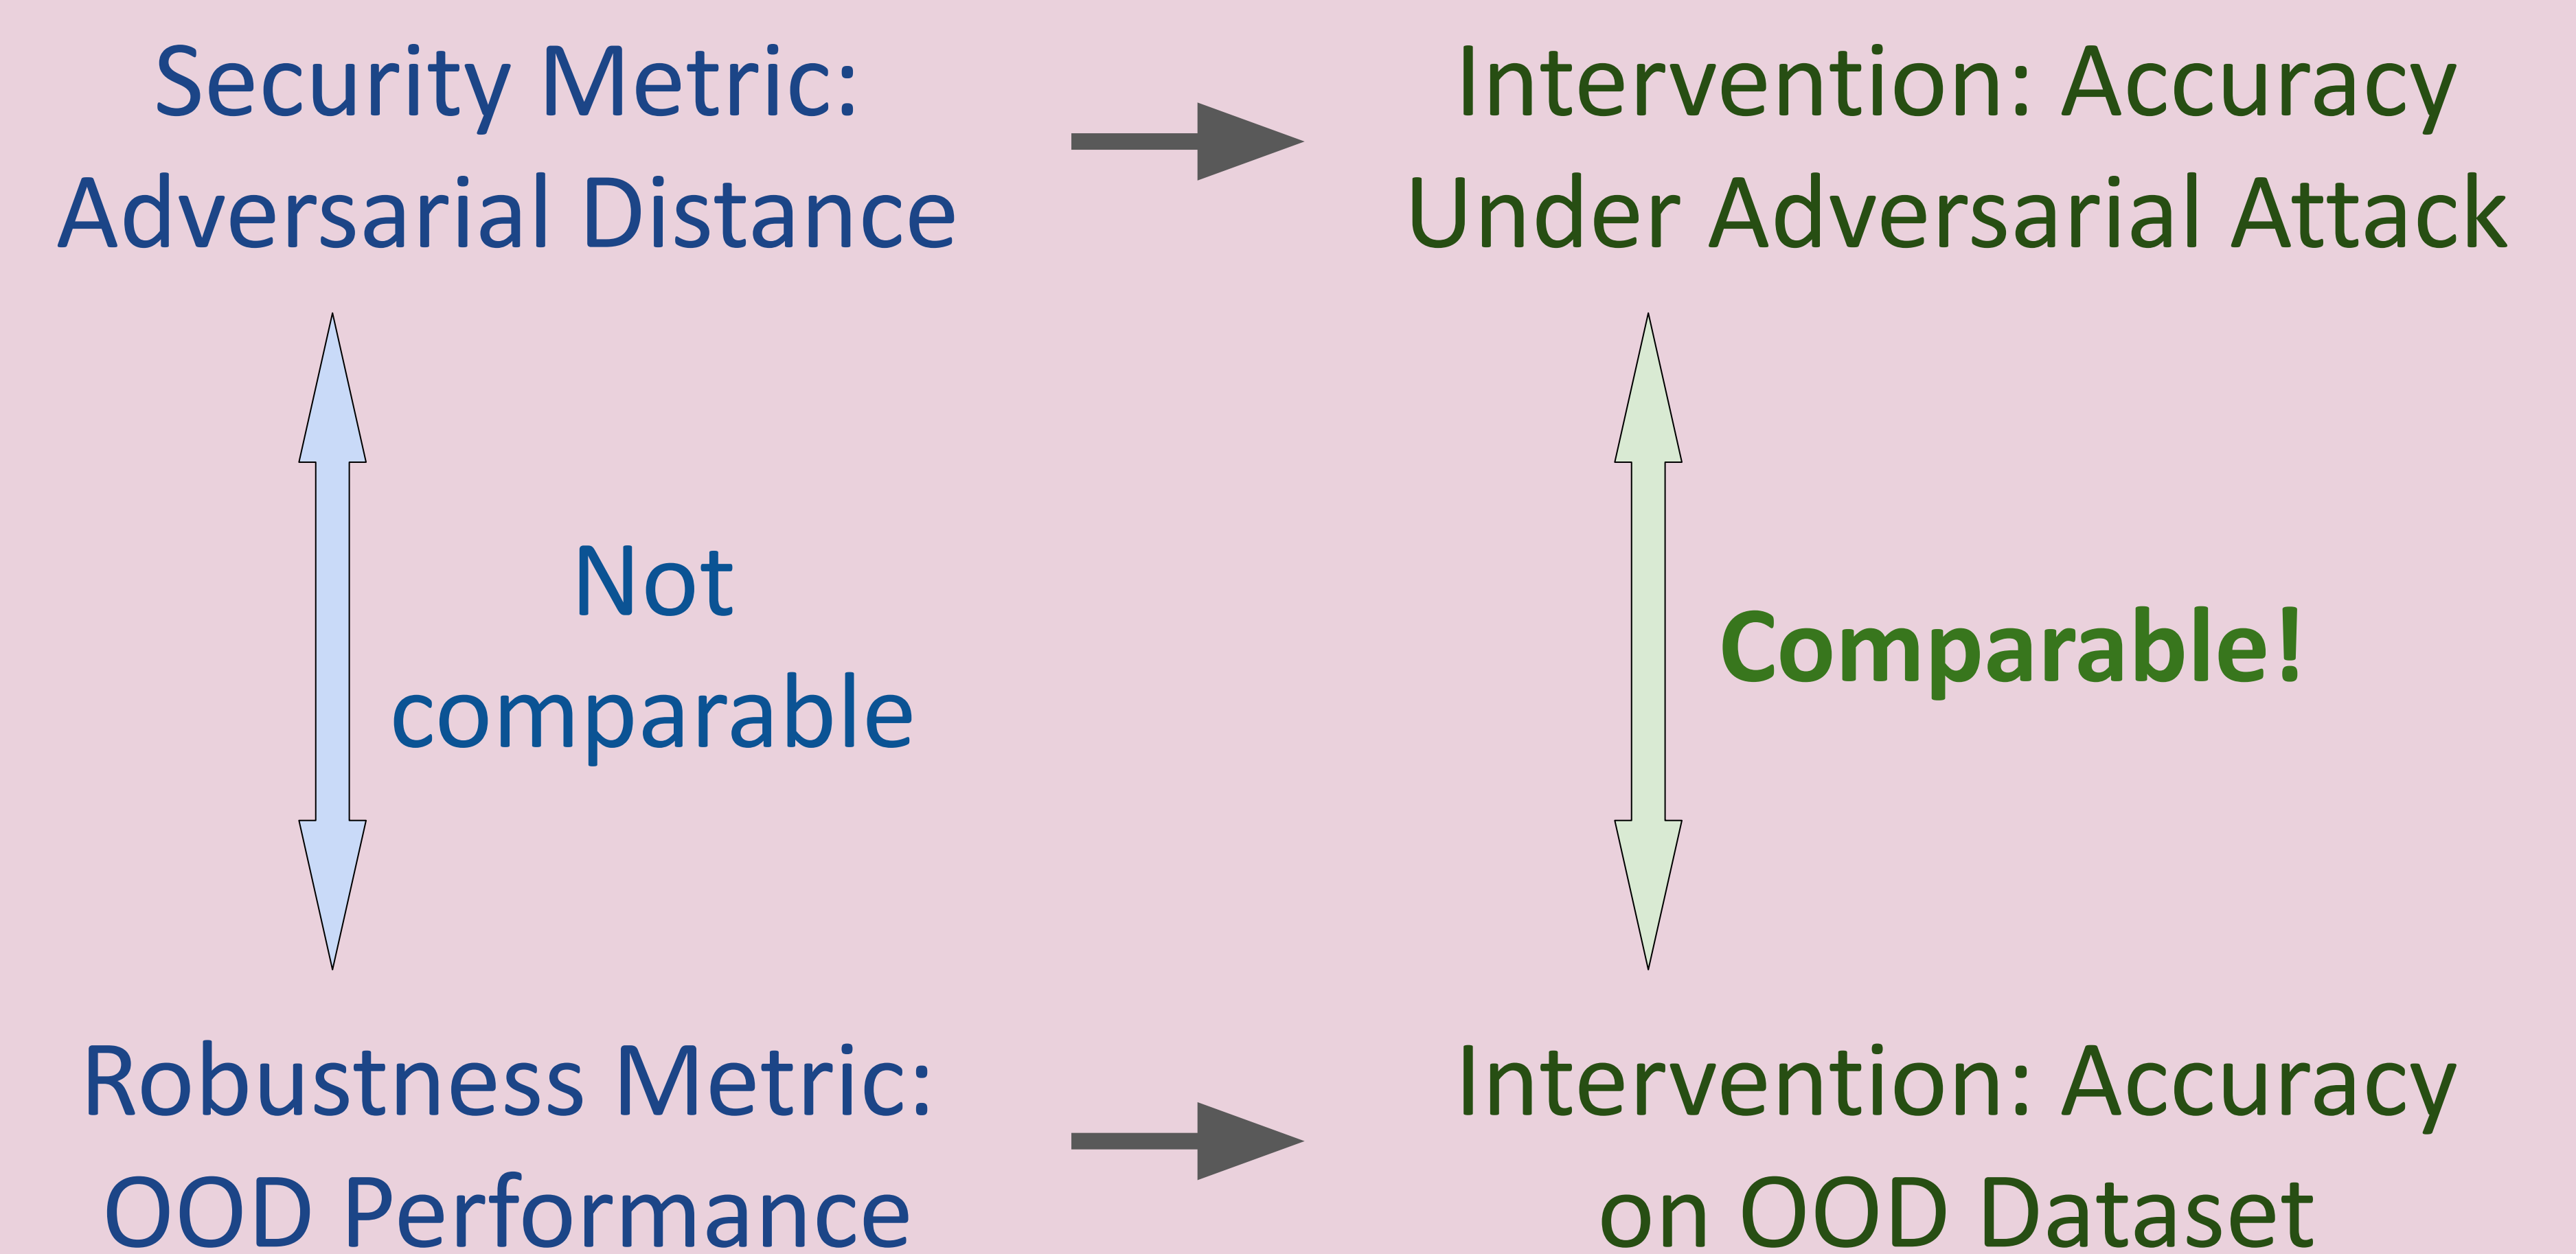 Security Metric:
Adversarial Distance
Intervention: Accuracy
Under Adversarial Attack
Not
comparable
Comparable!
Robustness Metric:
OOD Performance
Intervention: Accuracy
on OOD Dataset